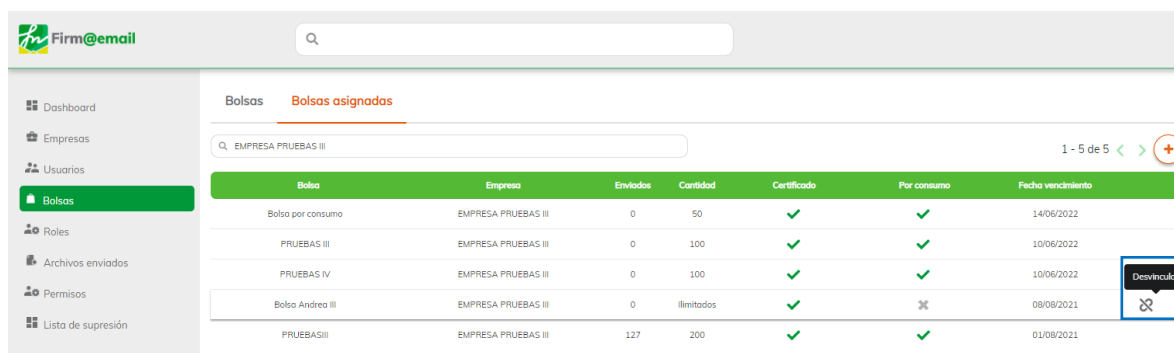 fn Firm@email
Dashboard
Empresas
Usuarios
Bolsas
Roles
Archivos enviados
Permisos
Lista de supresión
Bolsas Bolsas asignadas
EMPRESA PRUEBAS III
1 - 5 de 5
Bolsa Empresa Enviados Cantidad Certificado Por consumo Fecha vencimiento
Bolsa por consumo EMPRESA PRUEBAS III 0 50 14/06/2022
PRUEBAS III EMPRESA PRUEBAS III 0 100 10/06/2022
PRUEBAS IV EMPRESA PRUEBAS III 0 100 10/06/2022
Desvincula
Bolsa Andrea III EMPRESA PRUEBAS III 0 Ilimitados 08/08/2021
PRUEBASIII EMPRESA PRUEBAS III 127 200 01/08/2021